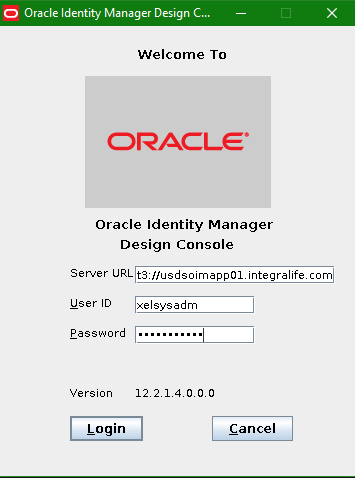 Oracle Identity Manager Design C...
Welcome To
ORACLE®
Oracle Identity Manager
Design Console
Server URL t3://usdsoimapp01.integralife.com
User ID xelsysadm
Password •••••••••••
Version 12.2.1.4.0.0.0
Login Cancel